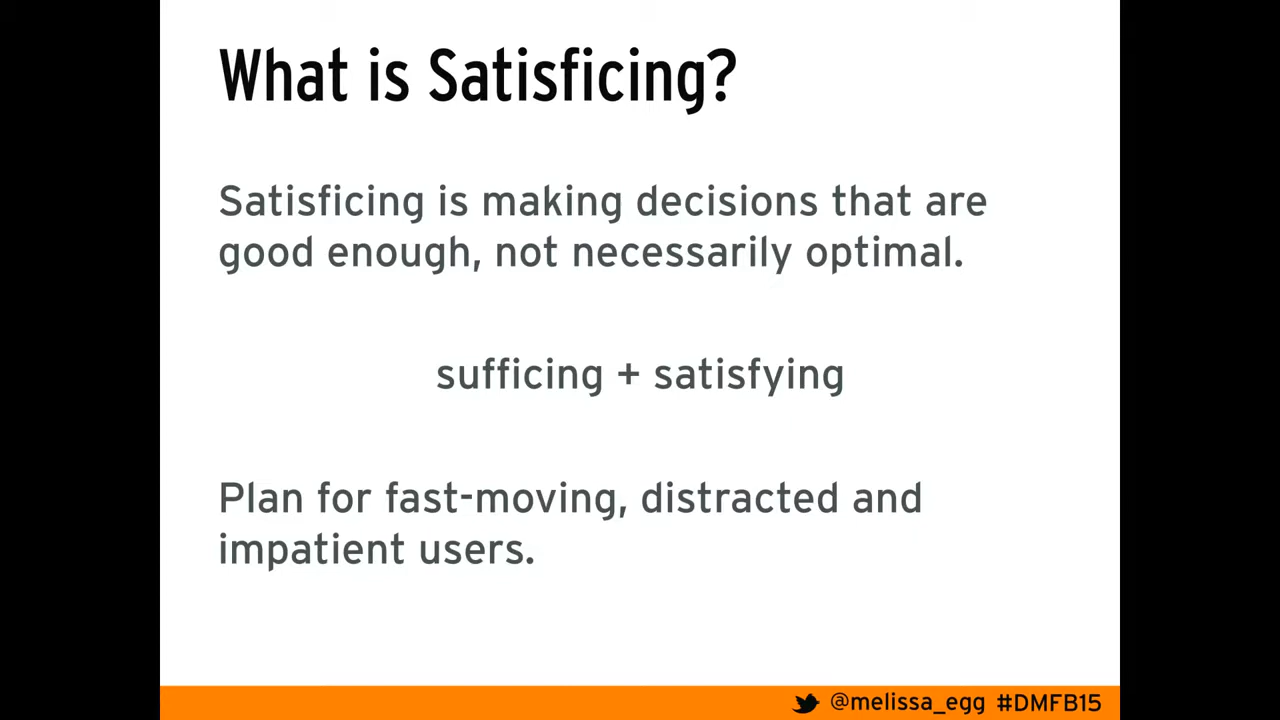 What is Satisficing?
Satisficing is making decisions that are
good enough, not necessarily optimal.
sufficing + satisfying
Plan for fast-moving, distracted and
impatient users.
@melissa_egg #DMFB15